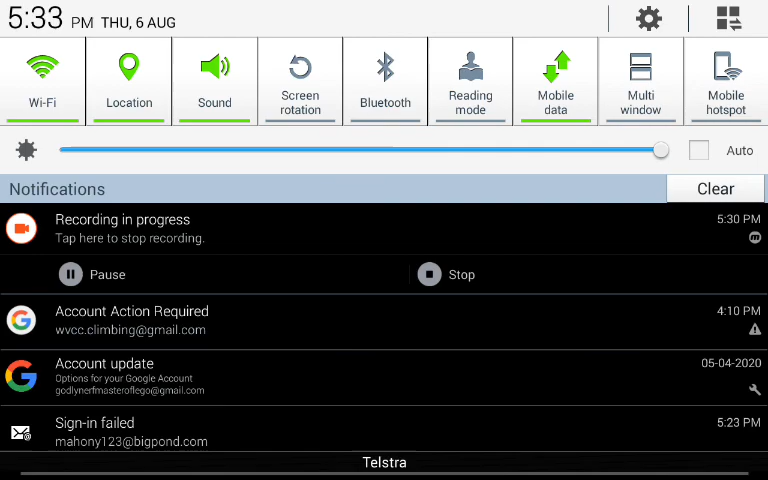 5:33 PM THU, 6 AUG
Wi-Fi
Location
Sound
Screen
rotation
Bluetooth
Reading
mode
Mobile
data
Multi
window
Mobile
hotspot
Auto
Notifications
Clear
Recording in progress
5:30 PM
Tap here to stop recording.
Pause
Stop
Account Action Required
4:10 PM
wvcc.climbing@gmail.com
Account update
05-04-2020
Options for your Google Account
godlynerfmasteroflego@gmail.com
Sign-in failed
5:23 PM
mahony123@bigpond.com
Telstra